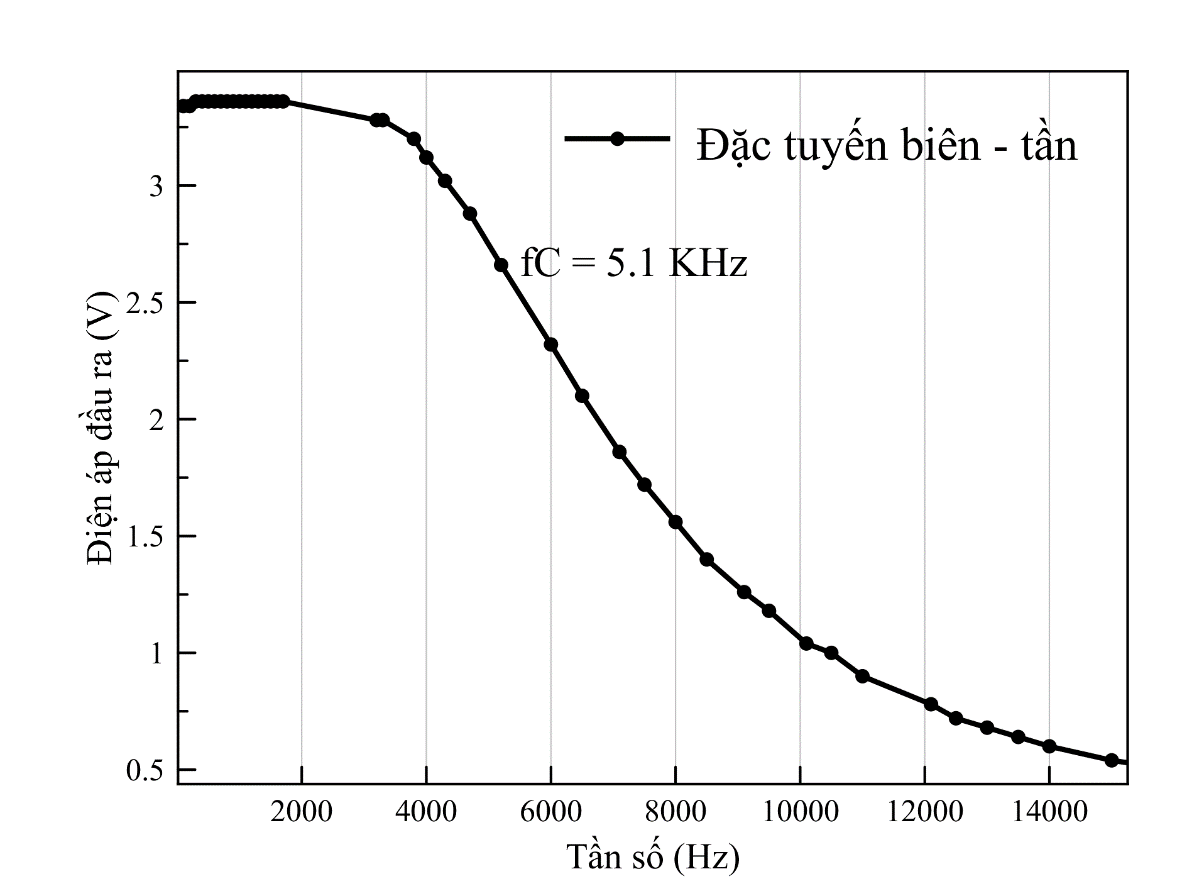 Đặc tuyến biên - tần
fC = 5.1 KHz
Điện áp đầu ra (V)
3
2.5
2
1.5
1
0.5
2000 4000 6000 8000 10000 12000 14000
Tần số (Hz)